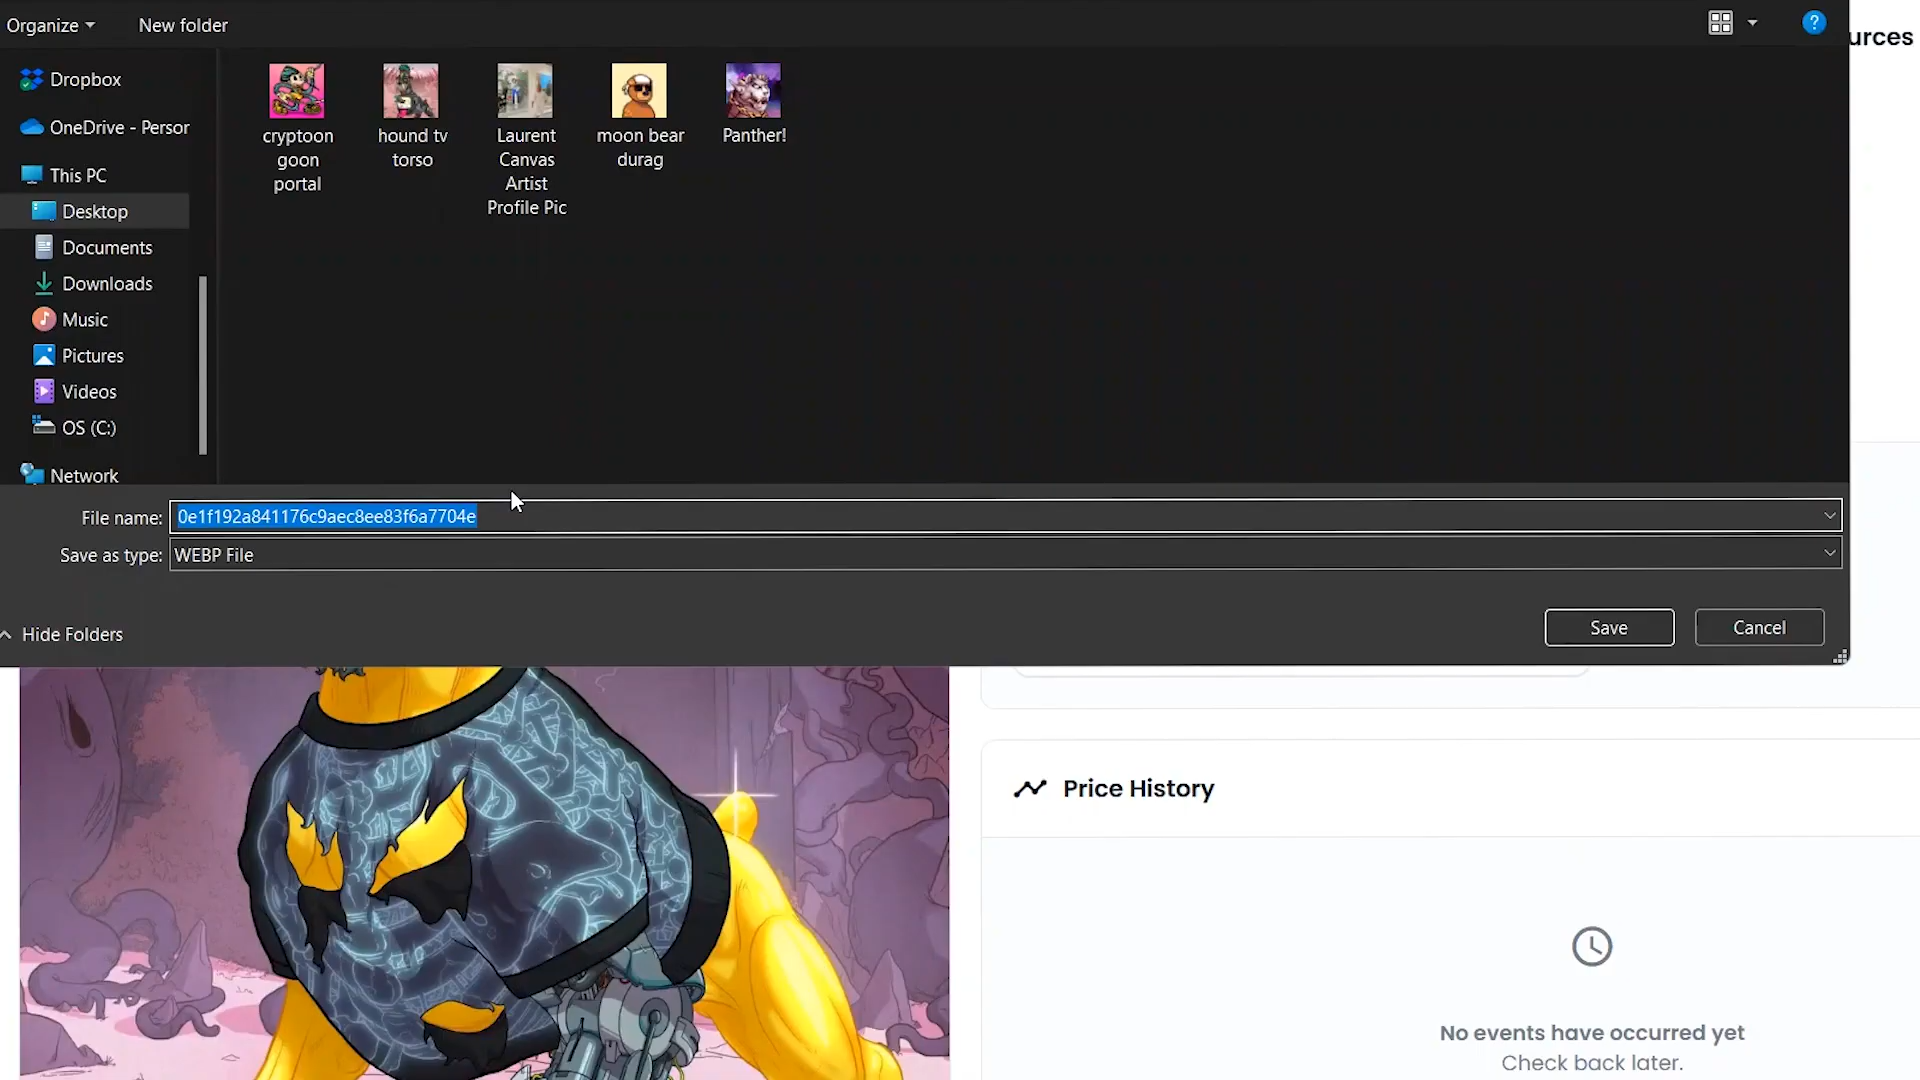 Organize
New folder
?
urces
Dropbox
OneDrive - Persor
This PC
Desktop
Documents
Downloads
Music
Pictures
Videos
OS (C:)
Network
cryptoon
goon
portal
hound tv
torso
Laurent
Canvas
Artist
Profile Pic
moon bear
durag
Panther!
File name: 0e1f192a841176c9aec8ee83f6a7704e
Save as type: WEBP File
Hide Folders
Save
Cancel
Price History
No events have occurred yet
Check back later.